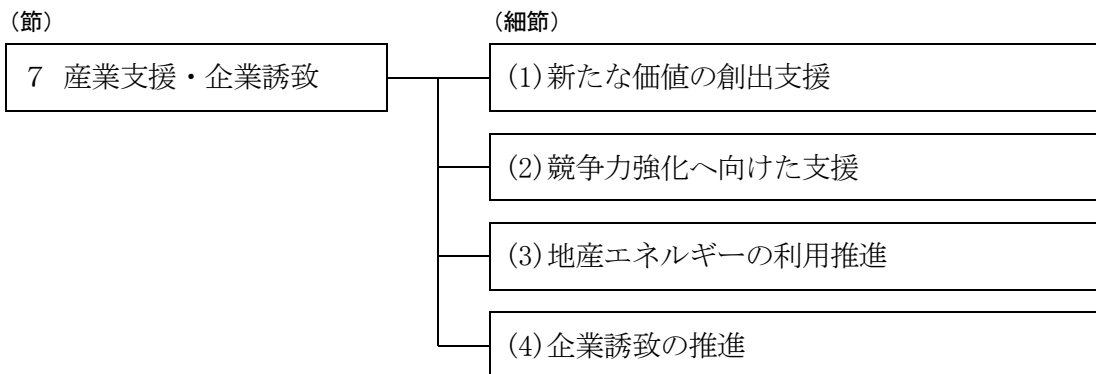 （節）
（細節）
７ 産業支援・企業誘致
(1)新たな価値の創出支援
(2)競争力強化へ向けた支援
(3)地産エネルギーの利用推進
(4)企業誘致の推進